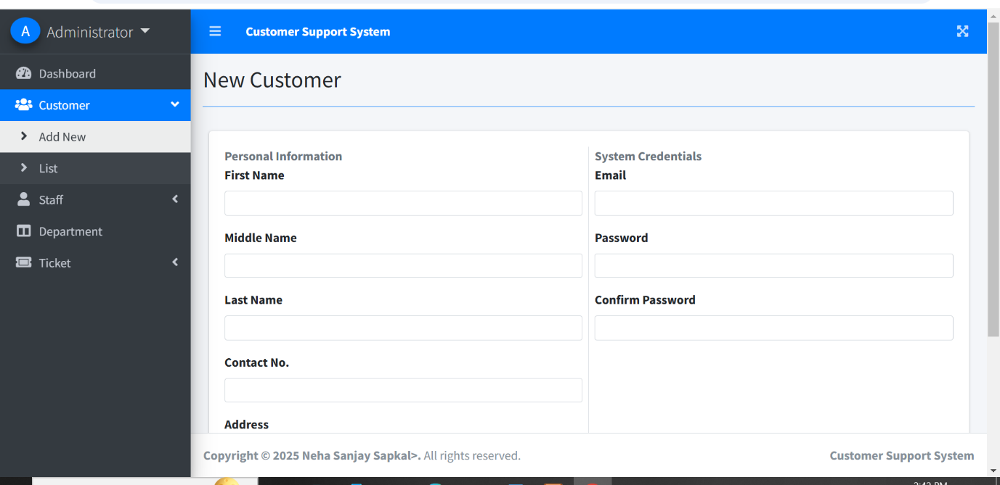 A Administrator
Customer Support System
Dashboard
Customer
Add New
List
Staff
Department
Ticket
New Customer
Personal Information
First Name
Middle Name
Last Name
Contact No.
Address
System Credentials
Email
Password
Confirm Password
Copyright © 2025 Neha Sanjay Sapkal>. All rights reserved.
Customer Support System